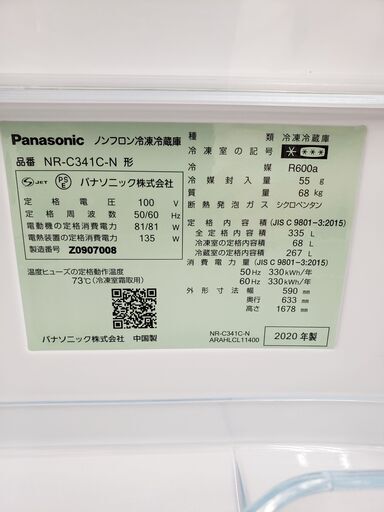 Panasonic ノンフロン冷凍冷蔵庫
品番 NR-C341C-N 形
S JET PS E パナソニック株式会社
定格電圧 100 V
定格周波数 50/60 Hz
電動機の定格消費電力 81/81 W
電熱装置の定格消費電力 135 W
製造番号 Z0907008
温度ヒューズの定格動作温度
73℃(冷凍室霜取用)
パナソニック株式会社 中国製
種類 冷凍冷蔵庫
冷凍室の記号 * ***
冷媒 R600a
冷媒封入量 55 g
質量 68 kg
断熱発泡ガス シクロペンタン
定格内容積 (JIS C 9801-3:2015)
全定格内容積 335 L
冷凍室の定格内容積 68 L
冷蔵室の定格内容積 267 L
消費電力量(JIS C 9801-3:2015)
50Hz 330kWh/年
60Hz 330kWh/年
外形寸法 幅 590 mm
奥行 633 mm
高さ 1678 mm
NR-C341C-N
ARAHLCL11400
2020 年製